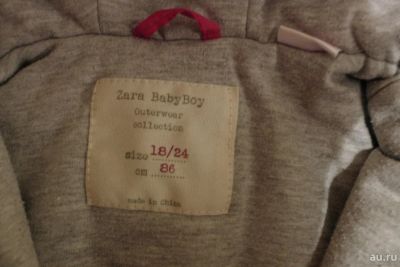 Zara BabyBoy
Outerwear
collection
size 18/24
cm 86
made in China
au.ru